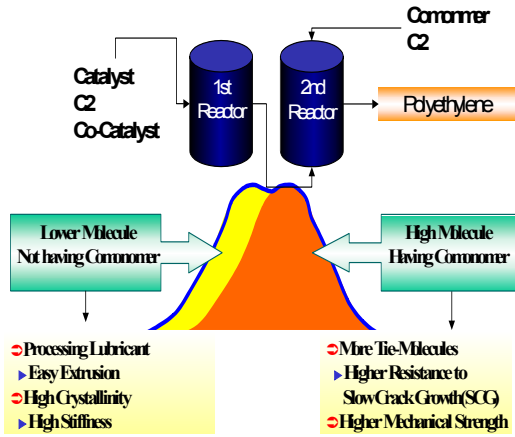 Comonmer
C2
Catalyst
C2
Co-Catalyst
1st
Reactor
2nd
Reactor
Polyethylene
Lower Molecule
Not having Comonomer
High Molecule
Having Comonomer
➲Processing Lubricant
▶Easy Extrusion
➲High Crystallinity
▶High Stiffness
➲More Tie-Molecules
▶Higher Resistance to
Slow Crack Growth(SCG)
➲Higher Mechanical Strength